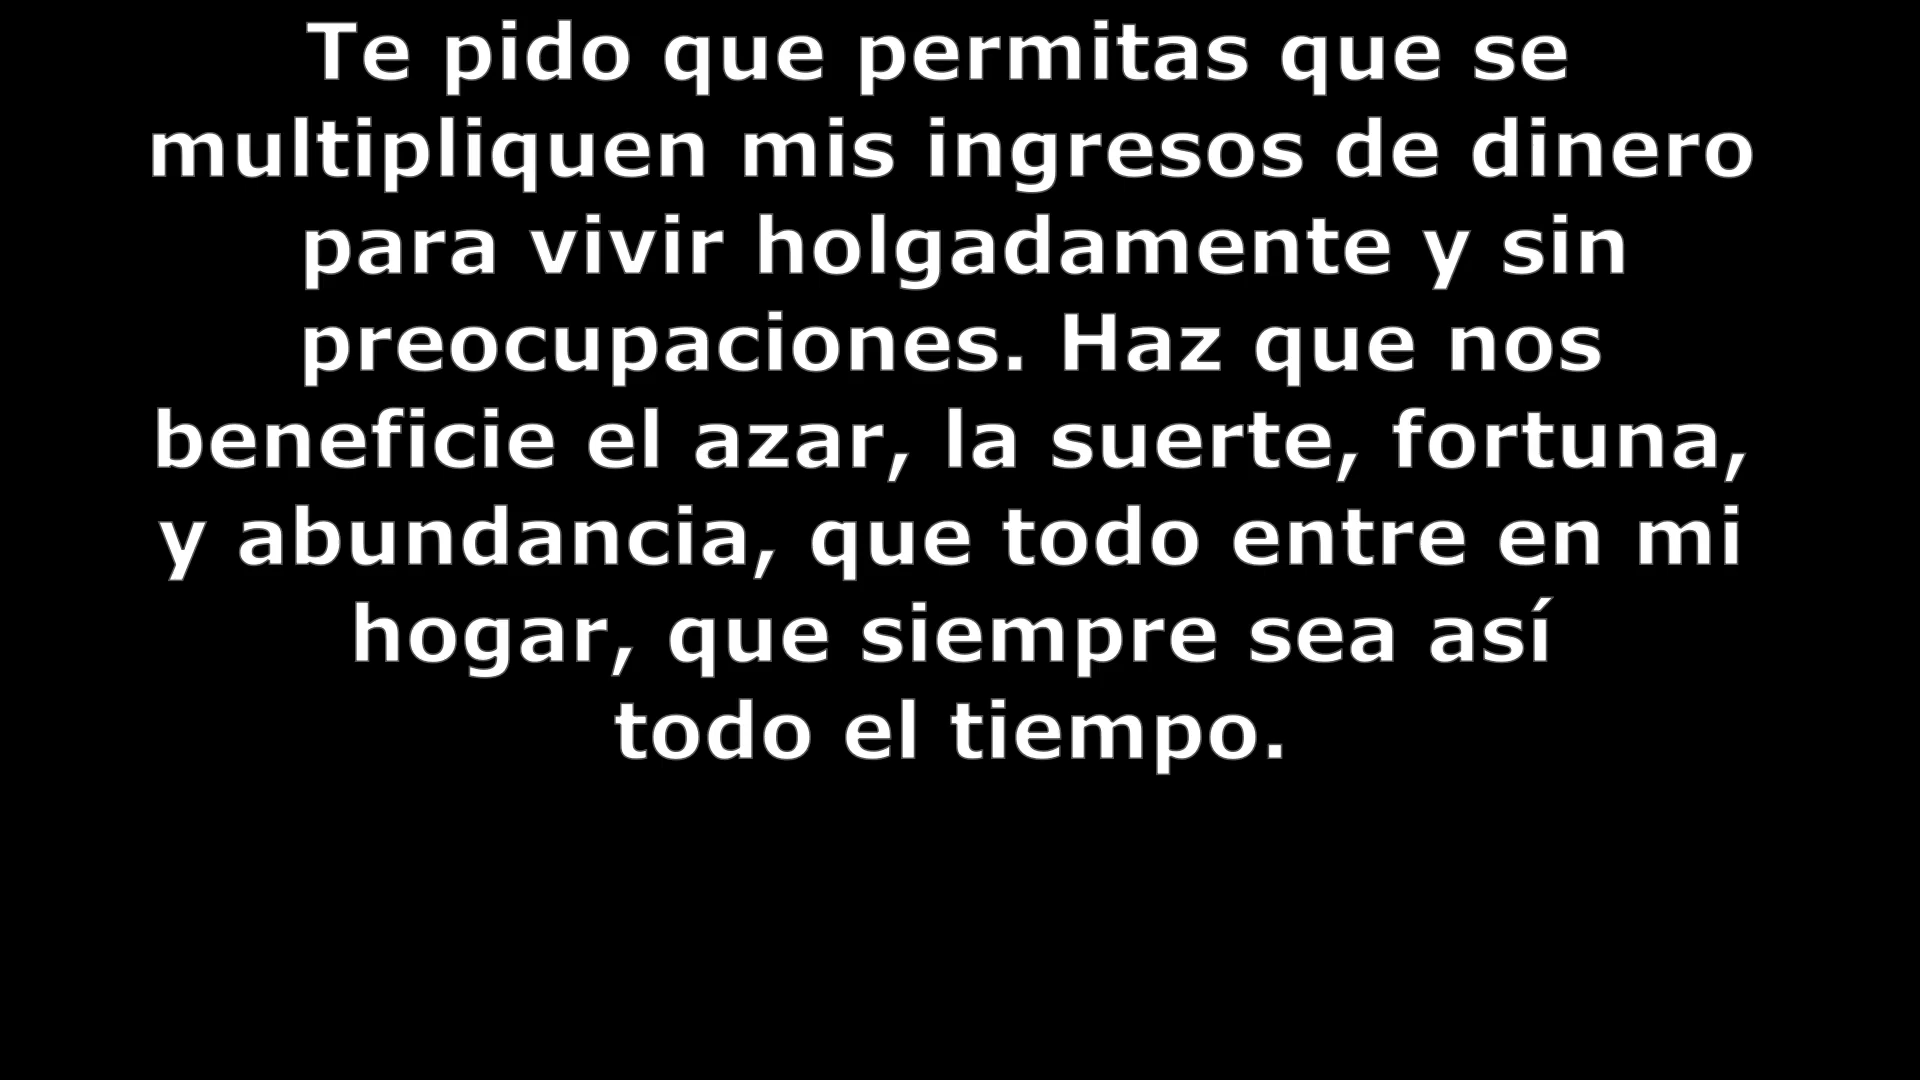 Te pido que permitas que se
multipliquen mis ingresos de dinero
para vivir holgadamente y sin
preocupaciones. Haz que nos
beneficie el azar, la suerte, fortuna,
y abundancia, que todo entre en mi
hogar, que siempre sea así
todo el tiempo.